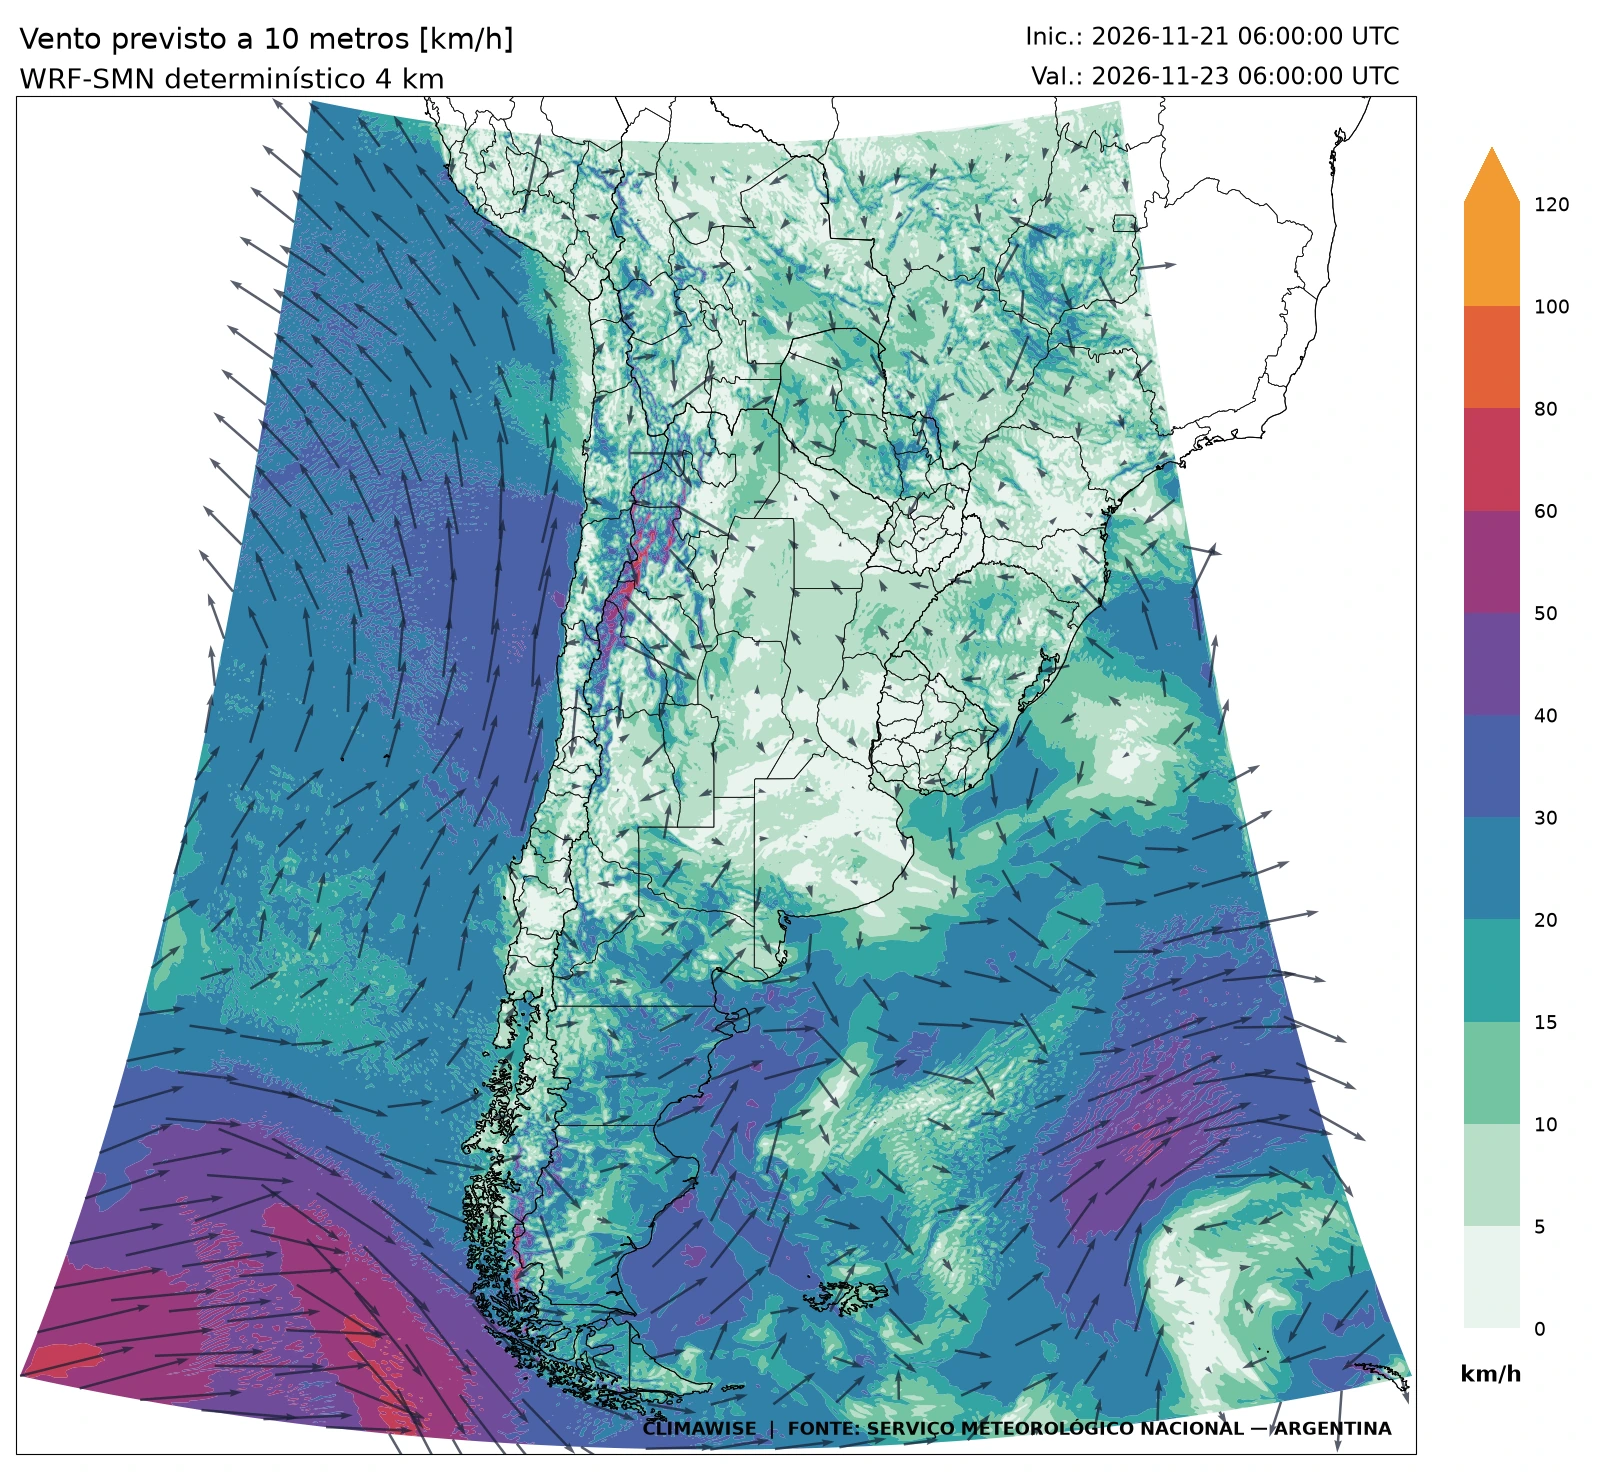 Vento previsto a 10 metros [km/h]
WRF-SMN determinístico 4 km
Inic.: 2026-11-21 06:00:00 UTC
Val.: 2026-11-23 06:00:00 UTC
120
100
80
60
50
40
30
20
15
10
5
0
km/h
CLIMAWISE | FONTE: SERVIÇO METEOROLÓGICO NACIONAL — ARGENTINA